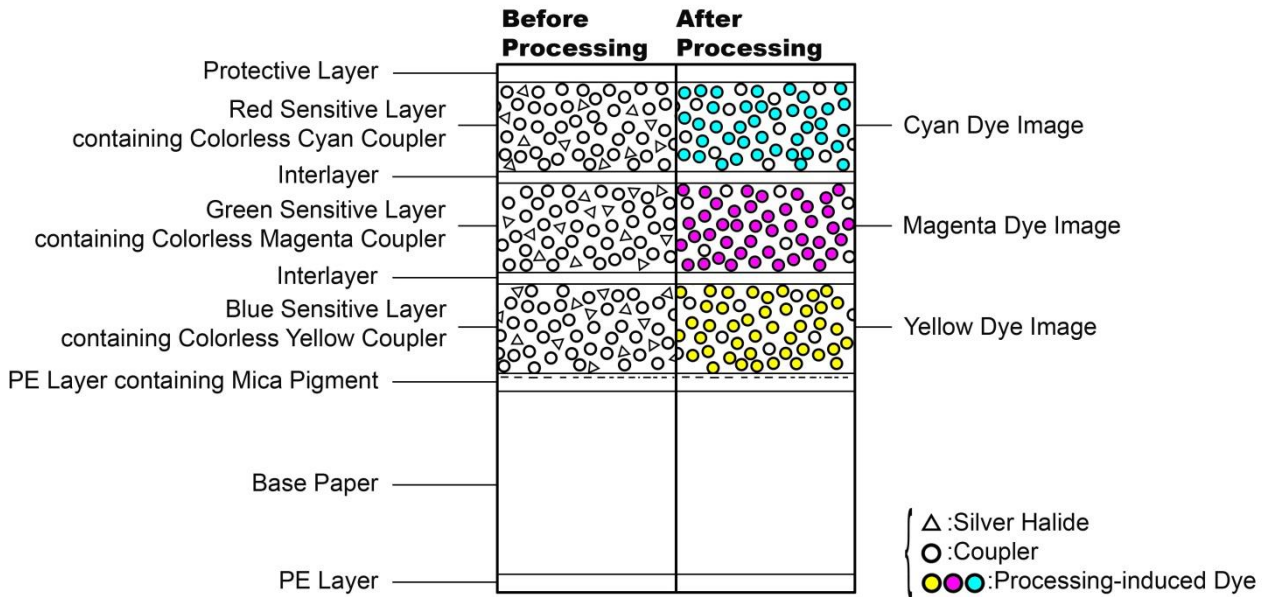 Before Processing
After Processing
Protective Layer
Red Sensitive Layer
containing Colorless Cyan Coupler
Cyan Dye Image
Interlayer
Green Sensitive Layer
containing Colorless Magenta Coupler
Magenta Dye Image
Interlayer
Blue Sensitive Layer
containing Colorless Yellow Coupler
Yellow Dye Image
PE Layer containing Mica Pigment
Base Paper
PE Layer
:Silver Halide
:Coupler
:Processing-induced Dye